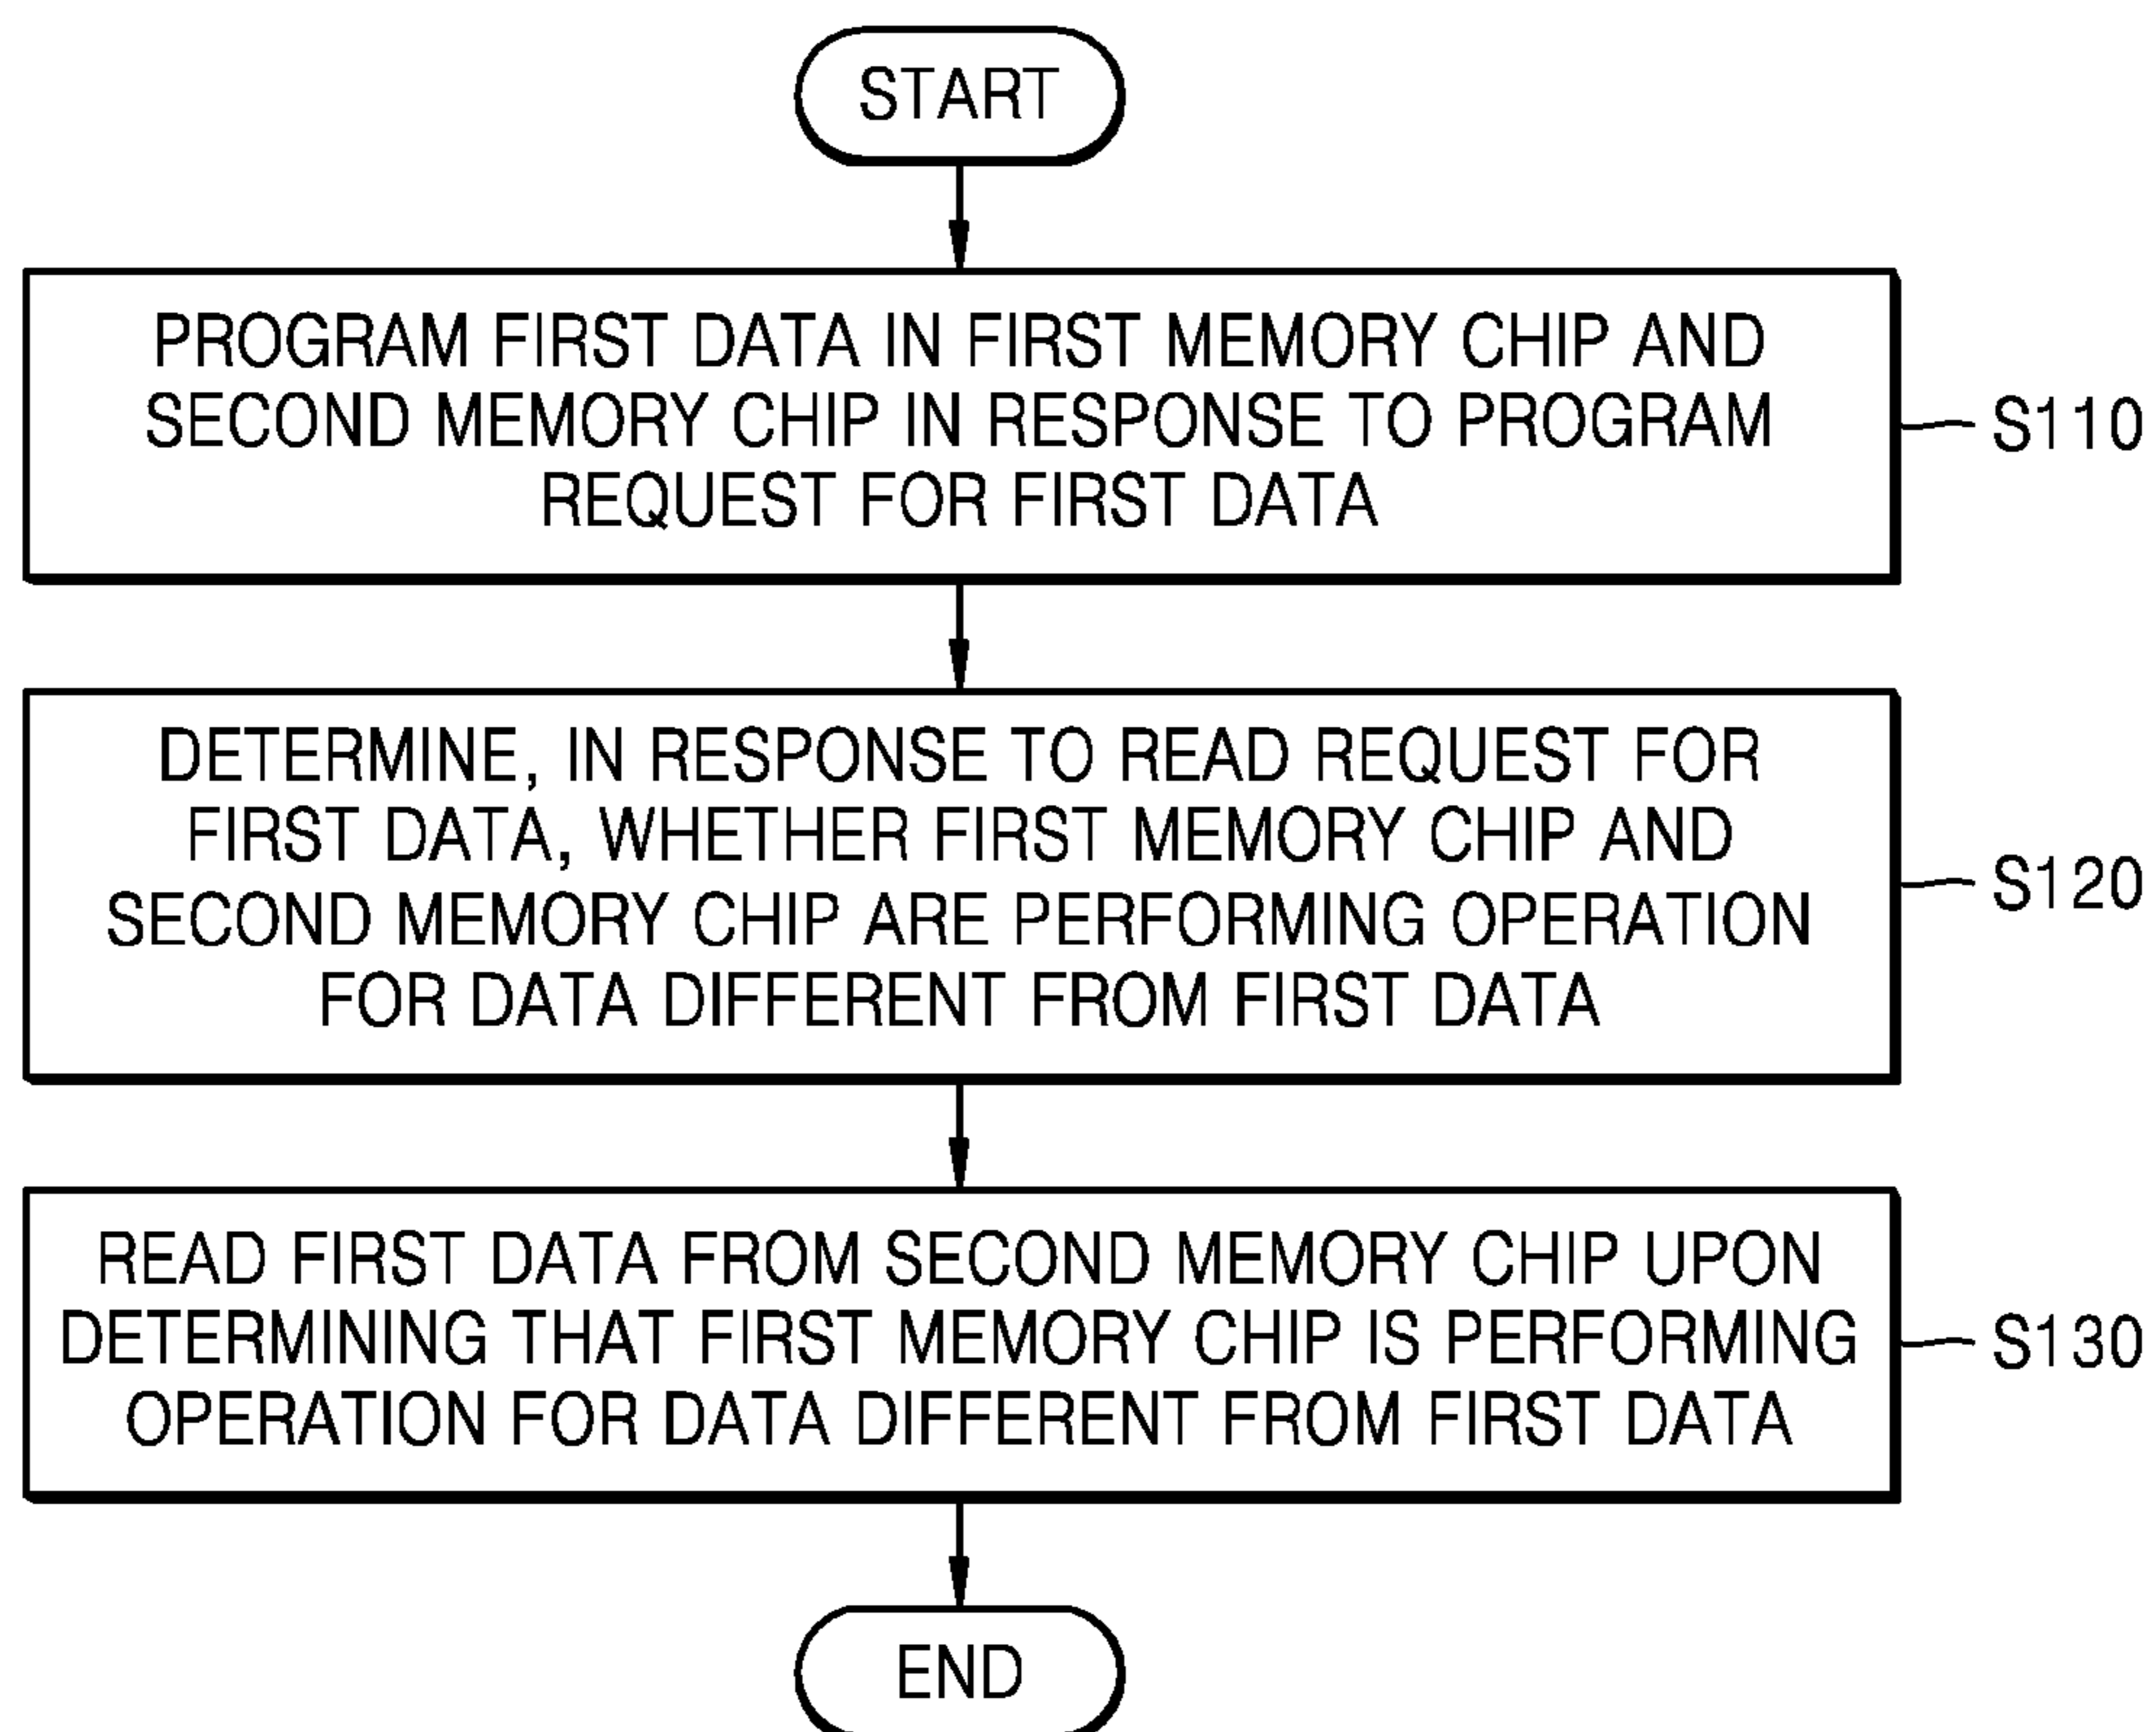 START
PROGRAM FIRST DATA IN FIRST MEMORY CHIP AND
SECOND MEMORY CHIP IN RESPONSE TO PROGRAM
REQUEST FOR FIRST DATA
S110
DETERMINE, IN RESPONSE TO READ REQUEST FOR
FIRST DATA, WHETHER FIRST MEMORY CHIP AND
SECOND MEMORY CHIP ARE PERFORMING OPERATION
FOR DATA DIFFERENT FROM FIRST DATA
S120
READ FIRST DATA FROM SECOND MEMORY CHIP UPON
DETERMINING THAT FIRST MEMORY CHIP IS PERFORMING
OPERATION FOR DATA DIFFERENT FROM FIRST DATA
S130
END